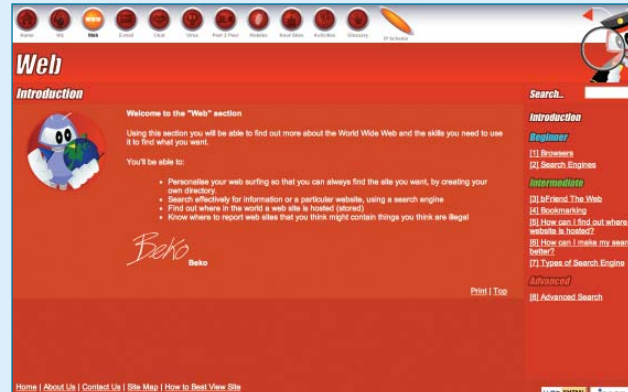 Home HQ Web E-mail Chat Virus Peer 2 Peer Mobiles Kool Sites Activities Glossary
Web
Introduction
Welcome to the "Web" section
Using this section you will be able to find out more about the World Wide Web and the skills you need to use
it to find what you want.
You'll be able to:
Personalise your web surfing so that you can always find the site you want, by creating your
own directory.
Search effectively for information or a particular website, using a search engine
Find out where in the world a web site is hosted (stored)
Know where to report web sites that you think might contain things you think are illegal
Beko
Beko
Print | Top
Search..
Introduction
Beginner
[1] Browsers
[2] Search Engines
Intermediate
[3] bFriend The Web
[4] Bookmarking
[5] How can I find out where
website is hosted?
[6] How can I make my sear
better?
[7] Types of Search Engine
Advanced
[8] Advanced Search
Home | About Us | Contact Us | Site Map | How to Best View Site